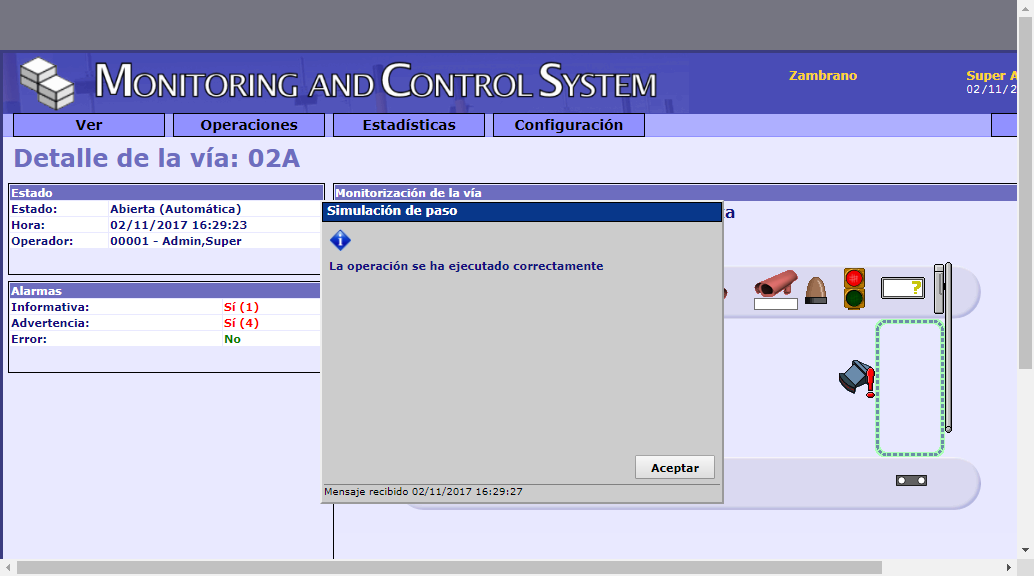 MONITORING AND CONTROL SYSTEM
Zambrano
Super A
02/11/2
Ver
Operaciones
Estadísticas
Configuración
Detalle de la vía: 02A
Estado
Estado: Abierta (Automática)
Hora: 02/11/2017 16:29:23
Operador: 00001 - Admin,Super
Alarmas
Informativa: Sí (1)
Advertencia: Sí (4)
Error: No
Monitorización de la vía
a
Simulación de paso
La operación se ha ejecutado correctamente
Aceptar
Mensaje recibido 02/11/2017 16:29:27
?